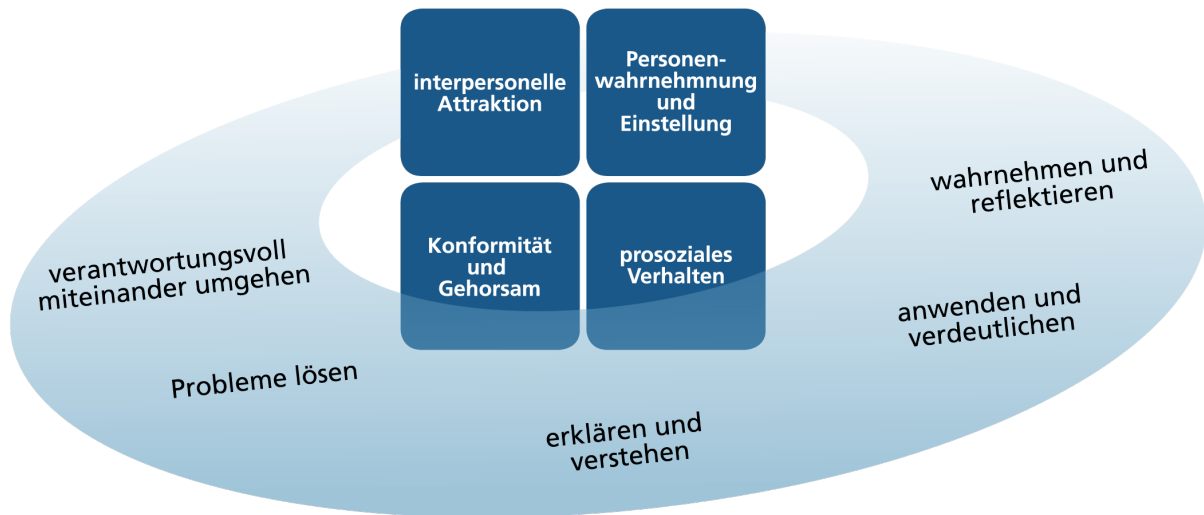 interpersonelle
Attraktion
Personen-
wahrnehmnung
und
Einstellung
Konformität
und
Gehorsam
prosoziales
Verhalten
wahrnehmen und
reflektieren
anwenden und
verdeutlichen
erklären und
verstehen
Probleme lösen
verantwortungsvoll
miteinander umgehen